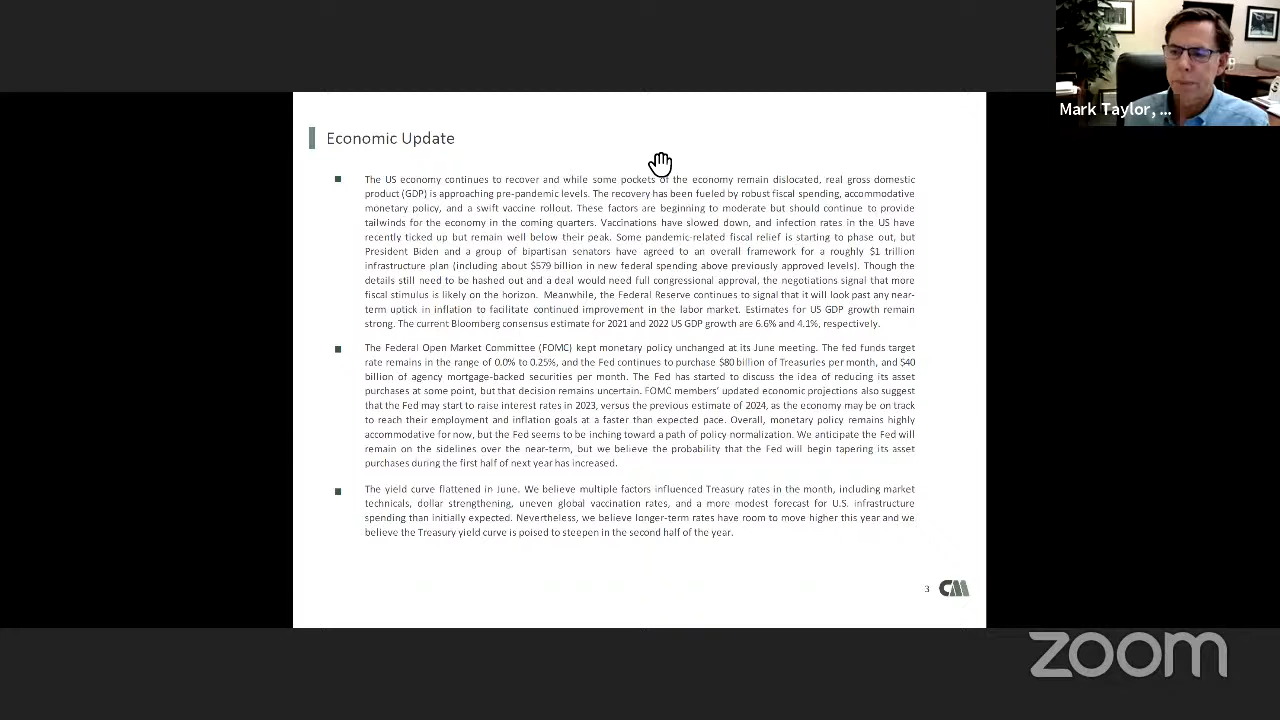 Mark Taylor, ...
Economic Update
The US economy continues to recover and while some pockets of the economy remain dislocated, real gross domestic
product (GDP) is approaching pre-pandemic levels. The recovery has been fueled by robust fiscal spending, accommodative
monetary policy, and a swift vaccine rollout. These factors are beginning to moderate but should continue to provide
tailwinds for the economy in the coming quarters. Vaccinations have slowed down, and infection rates in the US have
recently ticked up but remain well below their peak. Some pandemic-related fiscal relief is starting to phase out, but
President Biden and a group of bipartisan senators have agreed to an overall framework for a roughly $1 trillion
infrastructure plan (including about $579 billion in new federal spending above previously approved levels). Though the
details still need to be hashed out and a deal would need full congressional approval, the negotiations signal that more
fiscal stimulus is likely on the horizon. Meanwhile, the Federal Reserve continues to signal that it will look past any near-
term uptick in inflation to facilitate continued improvement in the labor market. Estimates for US GDP growth remain
strong. The current Bloomberg consensus estimate for 2021 and 2022 US GDP growth are 6.6% and 4.1%, respectively.
The Federal Open Market Committee (FOMC) kept monetary policy unchanged at its June meeting. The fed funds target
rate remains in the range of 0.0% to 0.25%, and the Fed continues to purchase $80 billion of Treasuries per month, and $40
billion of agency mortgage-backed securities per month. The Fed has started to discuss the idea of reducing its asset
purchases at some point, but that decision remains uncertain. FOMC members' updated economic projections also suggest
that the Fed may start to raise interest rates in 2023, versus the previous estimate of 2024, as the economy may be on track
to reach their employment and inflation goals at a faster than expected pace. Overall, monetary policy remains highly
accommodative for now, but the Fed seems to be inching toward a path of policy normalization. We anticipate the Fed will
remain on the sidelines over the near-term, but we believe the probability that the Fed will begin tapering its asset
purchases during the first half of next year has increased.
The yield curve flattened in June. We believe multiple factors influenced Treasury rates in the month, including market
technicals, dollar strengthening, uneven global vaccination rates, and a more modest forecast for U.S. infrastructure
spending than initially expected. Nevertheless, we believe longer-term rates have room to move higher this year and we
believe the Treasury yield curve is poised to steepen in the second half of the year.
3 CM
zoom